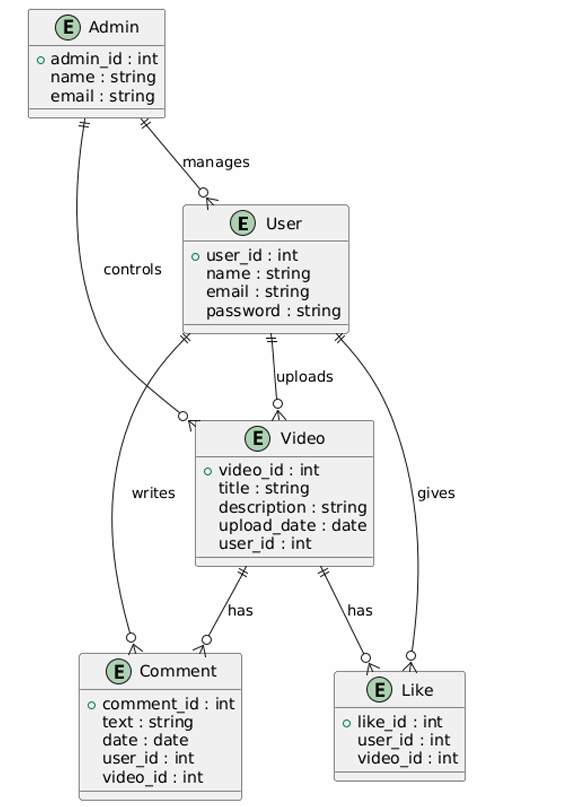 E Admin
admin_id : int
name : string
email : string
manages
E User
user_id : int
name : string
email : string
password : string
controls
uploads
E Video
video_id : int
title : string
description : string
upload_date : date
user_id : int
writes
gives
has
has
E Comment
comment_id : int
text : string
date : date
user_id : int
video_id : int
E Like
like_id : int
user_id : int
video_id : int